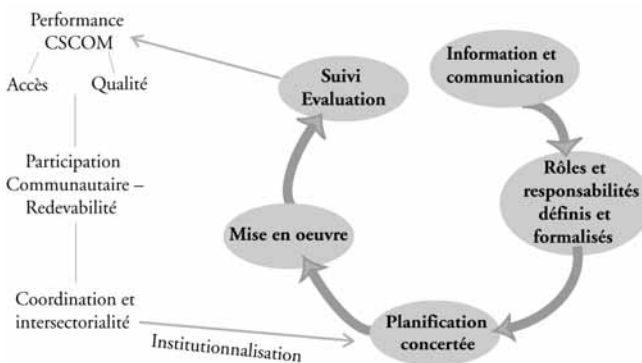 Performance
CSCOM
Accès
Qualité
Participation
Communautaire –
Redevabilité
Coordination et
intersectorialité
Institutionnalisation
Information et
communication
Rôles et
responsabilités
définis et
formalisés
Planification
concertée
Mise en oeuvre
Suivi
Evaluation